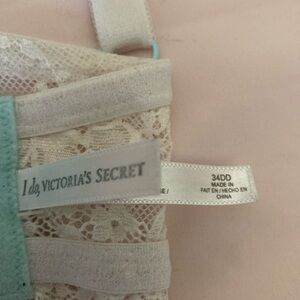 I do, VICTORIA'S SECRET
34DD
MADE IN
FAIT EN / HECHO EN
CHINA